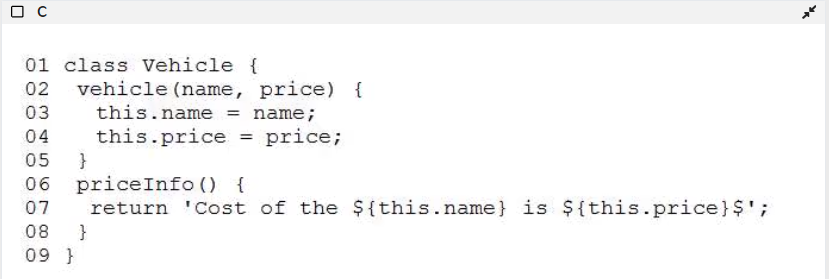 C
01 class Vehicle {
02 vehicle(name, price) {
03 this.name = name;
04 this.price = price;
05 }
06 priceInfo() {
07 return 'Cost of the ${this.name} is ${this.price}$';
08 }
09 }